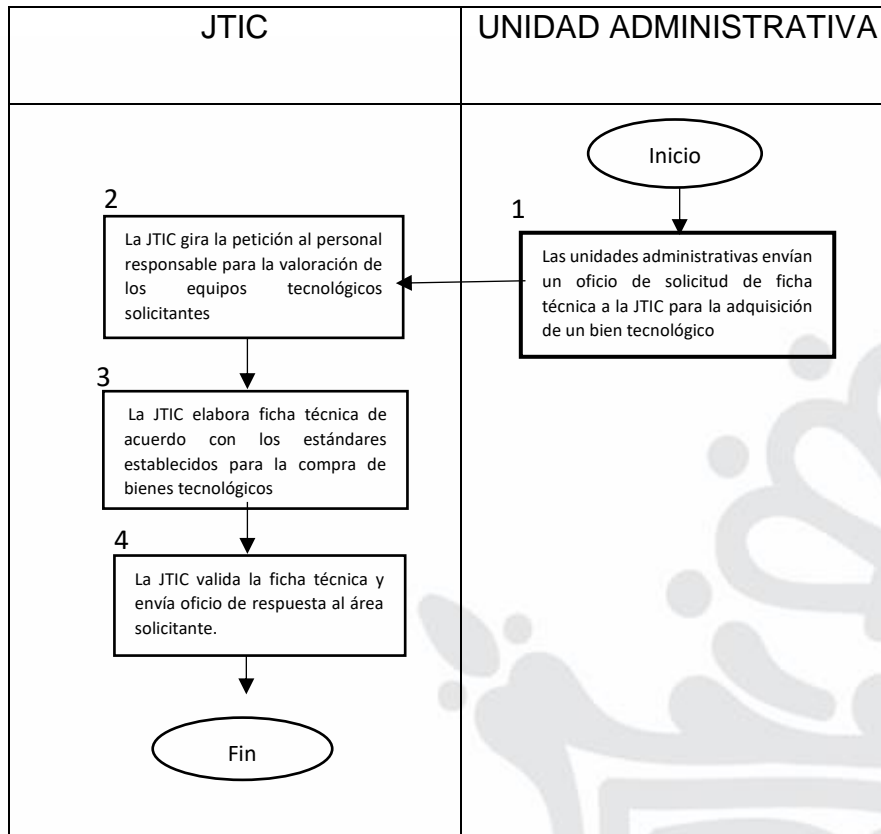 JTIC
UNIDAD ADMINISTRATIVA
Inicio
1
Las unidades administrativas envían
un oficio de solicitud de ficha
técnica a la JTIC para la adquisición
de un bien tecnológico
2
La JTIC gira la petición al personal
responsable para la valoración de
los equipos tecnológicos
solicitantes
3
La JTIC elabora ficha técnica de
acuerdo con los estándares
establecidos para la compra de
bienes tecnológicos
4
La JTIC valida la ficha técnica y
envía oficio de respuesta al área
solicitante.
Fin